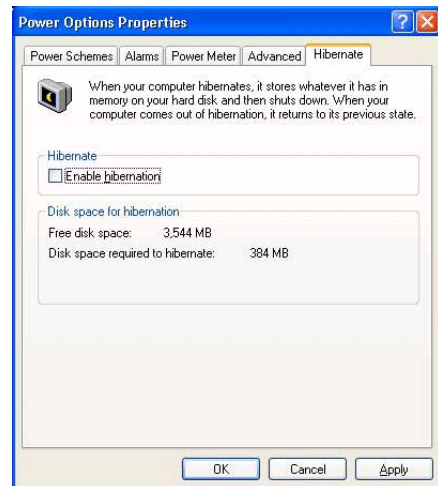 Power Options Properties
Power Schemes Alarms Power Meter Advanced Hibernate
When your computer hibernates, it stores whatever it has in
memory on your hard disk and then shuts down. When your
computer comes out of hibernation, it returns to its previous state.
Hibernate
Enable hibernation
Disk space for hibernation
Free disk space: 3,544 MB
Disk space required to hibernate: 384 MB
OK Cancel Apply